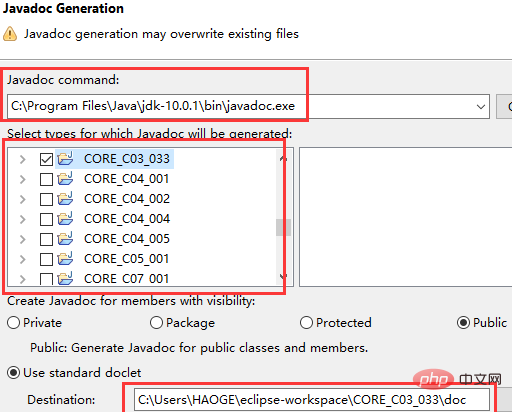 Javadoc Generation
Javadoc generation may overwrite existing files
Javadoc command:
C:\Program Files\Java\jdk-10.0.1\bin\javadoc.exe
Select types for which Javadoc will be generated:
CORE_C03_033
CORE_C04_001
CORE_C04_002
CORE_C04_004
CORE_C04_005
CORE_C05_001
CORE_C07_001
Create Javadoc for members with visibility:
Private Package Protected Public
Public: Generate Javadoc for public classes and members.
Use standard doclet
Destination: C:\Users\HAOGE\eclipse-workspace\CORE_C03_033\doc
php 中文网